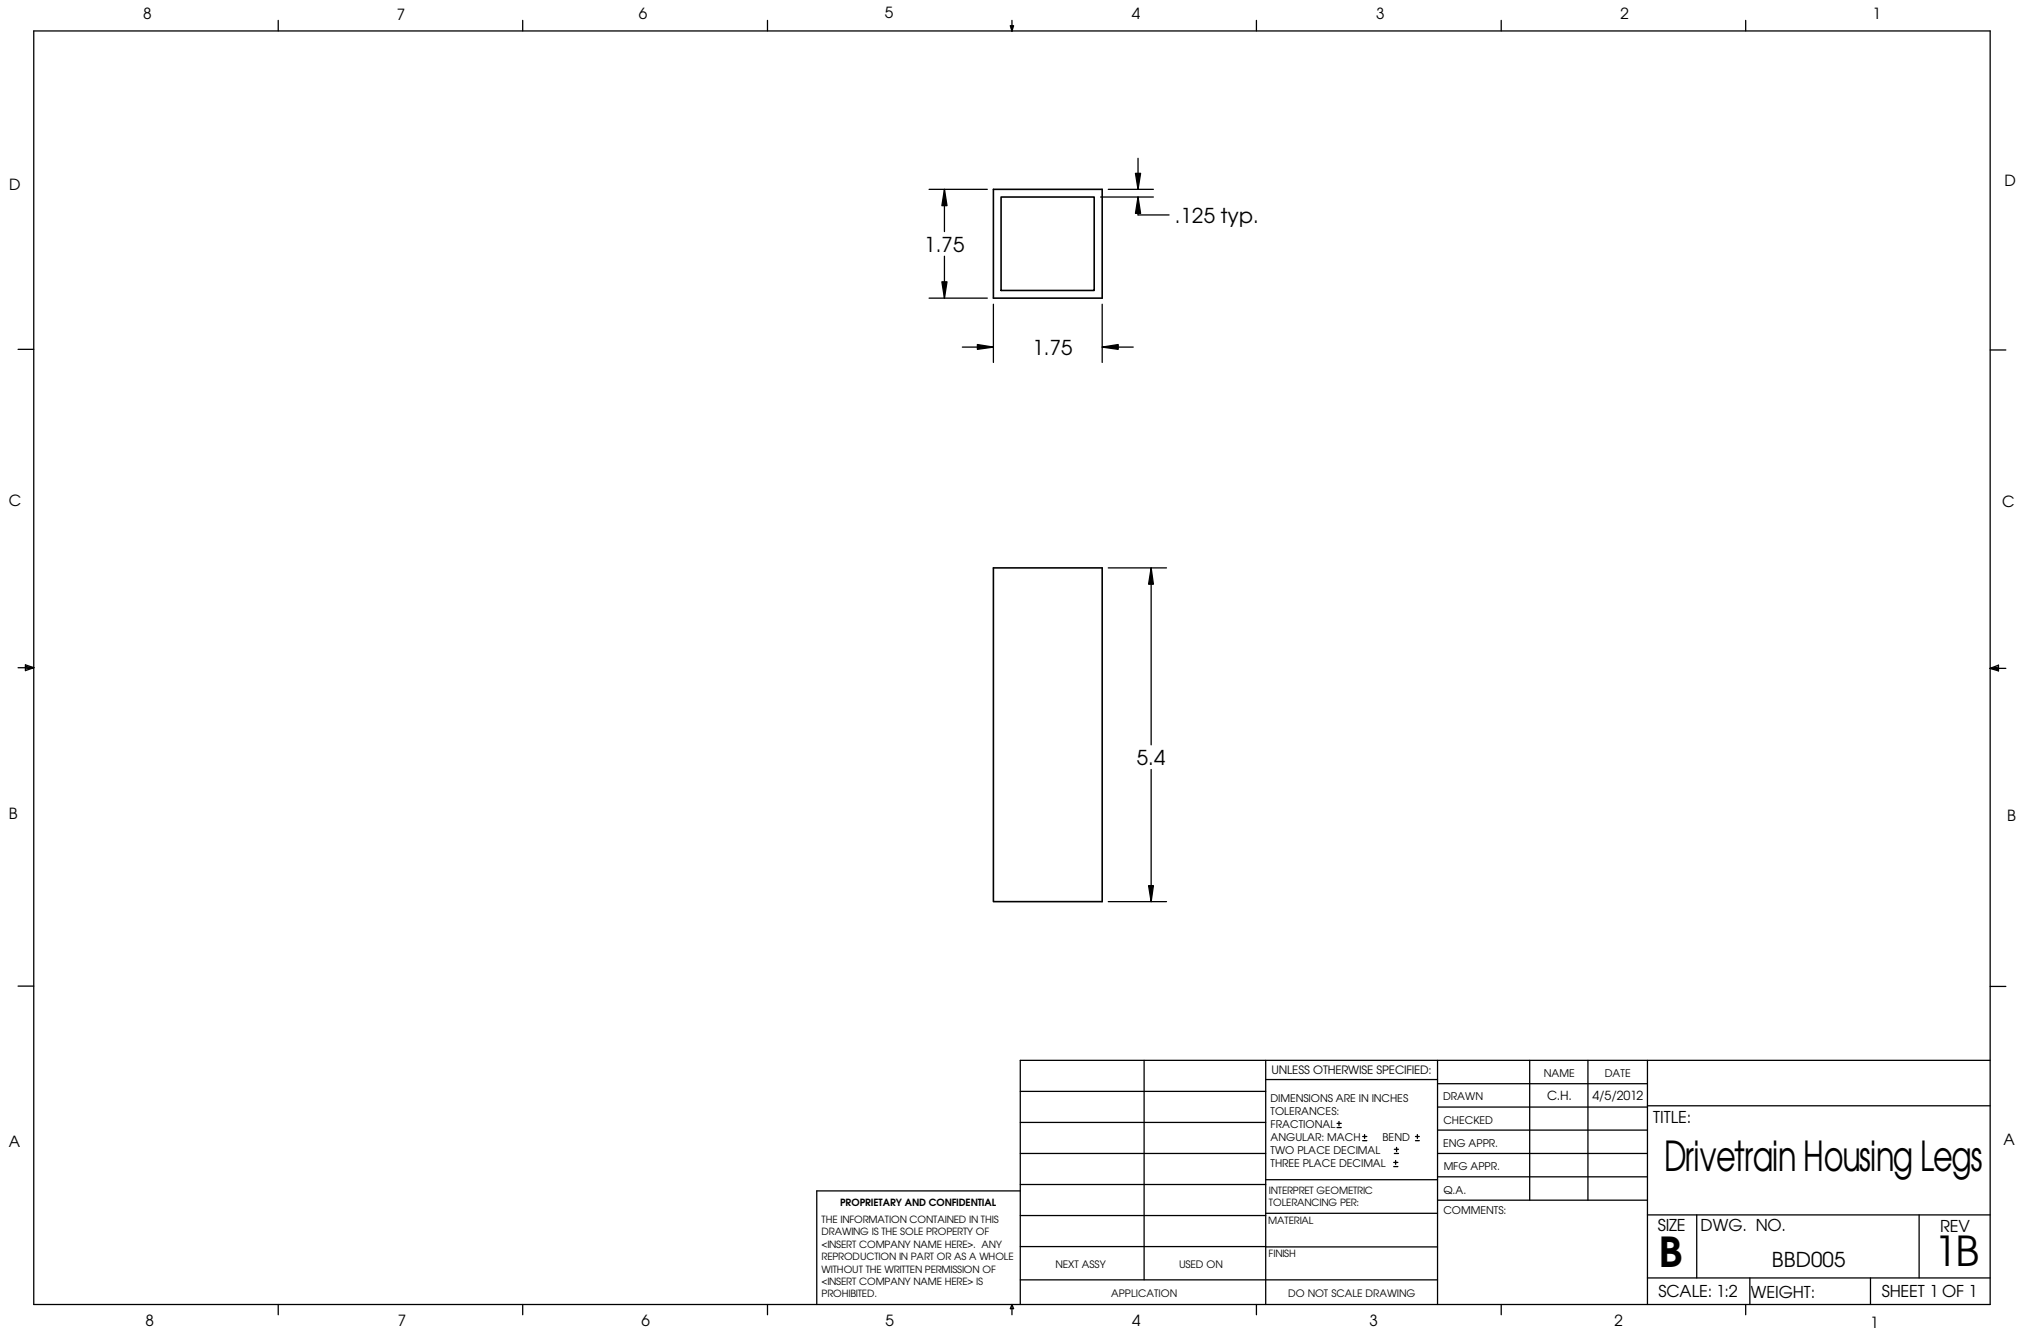 8 7 6 5 4 3 2 1
D D
.125 typ.
1.75
1.75
C C
5.4
B B
A A
UNLESS OTHERWISE SPECIFIED:
DIMENSIONS ARE IN INCHES
TOLERANCES:
FRACTIONAL±
ANGULAR: MACH± BEND ±
TWO PLACE DECIMAL ±
THREE PLACE DECIMAL ±
INTERPRET GEOMETRIC
TOLERANCING PER:
MATERIAL
FINISH
DO NOT SCALE DRAWING
NAME DATE
DRAWN C.H. 4/5/2012
CHECKED
ENG APPR.
MFG APPR.
Q.A.
COMMENTS:
TITLE:
Drivetrain Housing Legs
SIZE DWG. NO. REV
B BBD005 1B
SCALE: 1:2 WEIGHT: SHEET 1 OF 1
PROPRIETARY AND CONFIDENTIAL
THE INFORMATION CONTAINED IN THIS
DRAWING IS THE SOLE PROPERTY OF
<INSERT COMPANY NAME HERE>. ANY
REPRODUCTION IN PART OR AS A WHOLE
WITHOUT THE WRITTEN PERMISSION OF
<INSERT COMPANY NAME HERE> IS
PROHIBITED.
NEXT ASSY USED ON
APPLICATION
8 7 6 5 4 3 2 1